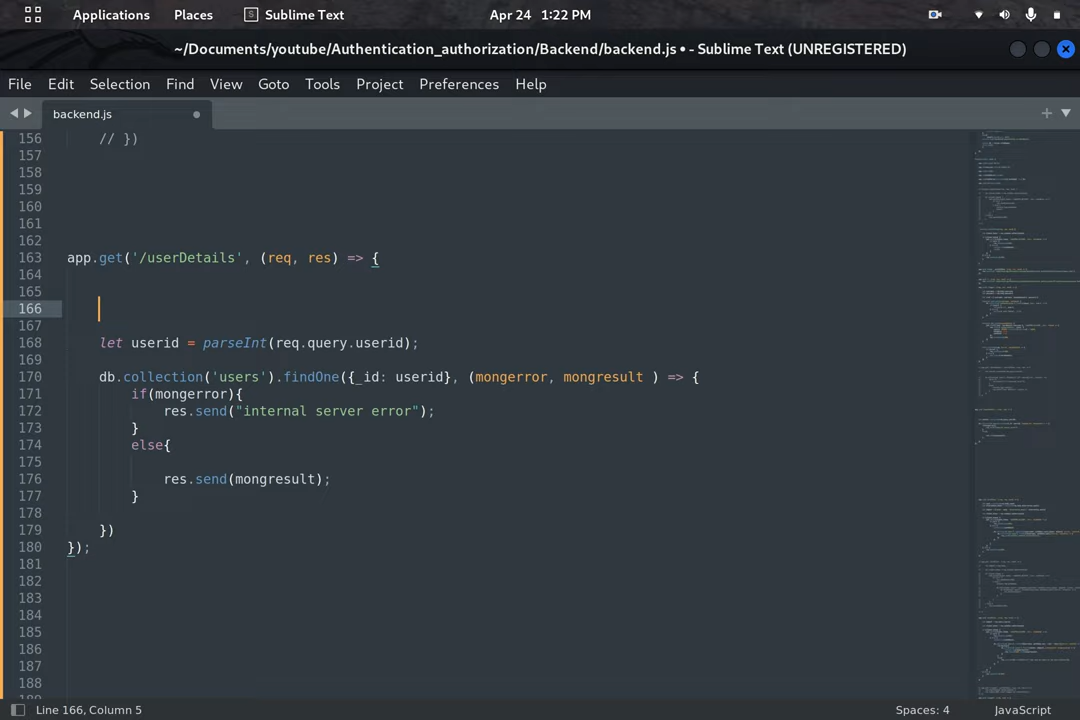 Applications Places S Sublime Text Apr 24 1:22 PM
~/Documents/youtube/Authentication_authorization/Backend/backend.js • - Sublime Text (UNREGISTERED)
File Edit Selection Find View Goto Tools Project Preferences Help
backend.js
156 // })
157
158
159
160
161
162
163 app.get('/userDetails', (req, res) => {
164
165
166
167
168 let userid = parseInt(req.query.userid);
169
170 db.collection('users').findOne({_id: userid}, (mongerror, mongresult ) => {
171 if(mongerror){
172 res.send("internal server error");
173 }
174 else{
175
176 res.send(mongresult);
177 }
178
179 })
180 });
181
182
183
184
185
186
187
188
Line 166, Column 5 Spaces: 4 JavaScript